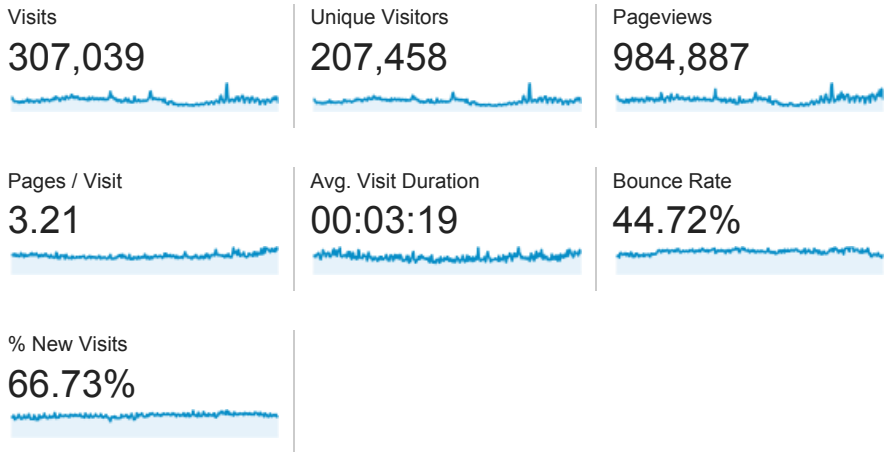 Visits
307,039
Unique Visitors
207,458
Pageviews
984,887
Pages / Visit
3.21
Avg. Visit Duration
00:03:19
Bounce Rate
44.72%
% New Visits
66.73%